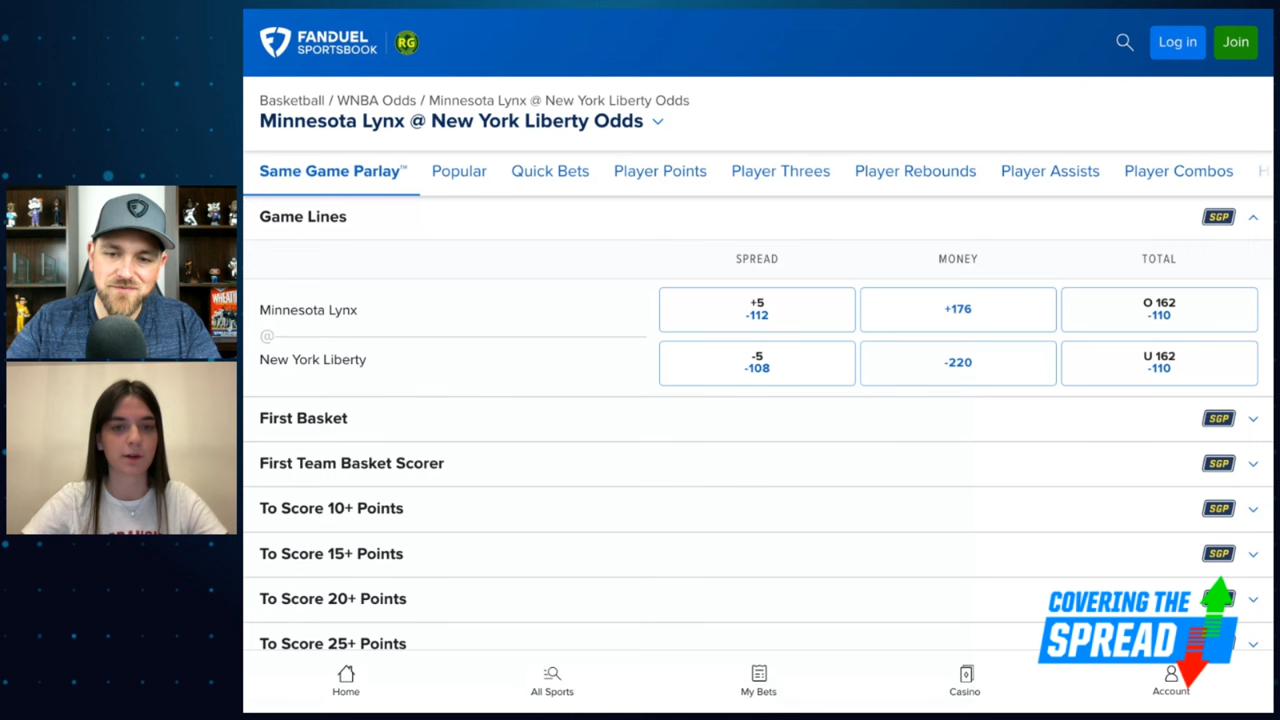 FANDUEL
SPORTSBOOK
RG
Log in
Join
Basketball / WNBA Odds / Minnesota Lynx @ New York Liberty Odds
Minnesota Lynx @ New York Liberty Odds
Same Game Parlay™ Popular Quick Bets Player Points Player Threes Player Rebounds Player Assists Player Combos H
Game Lines SGP
SPREAD MONEY TOTAL
Minnesota Lynx
+5
-112
+176
O 162
-110
@
New York Liberty
-5
-108
-220
U 162
-110
First Basket SGP
First Team Basket Scorer SGP
To Score 10+ Points SGP
To Score 15+ Points SGP
To Score 20+ Points
To Score 25+ Points
COVERING THE
SPREAD
Home All Sports My Bets Casino Account
WHEATIES